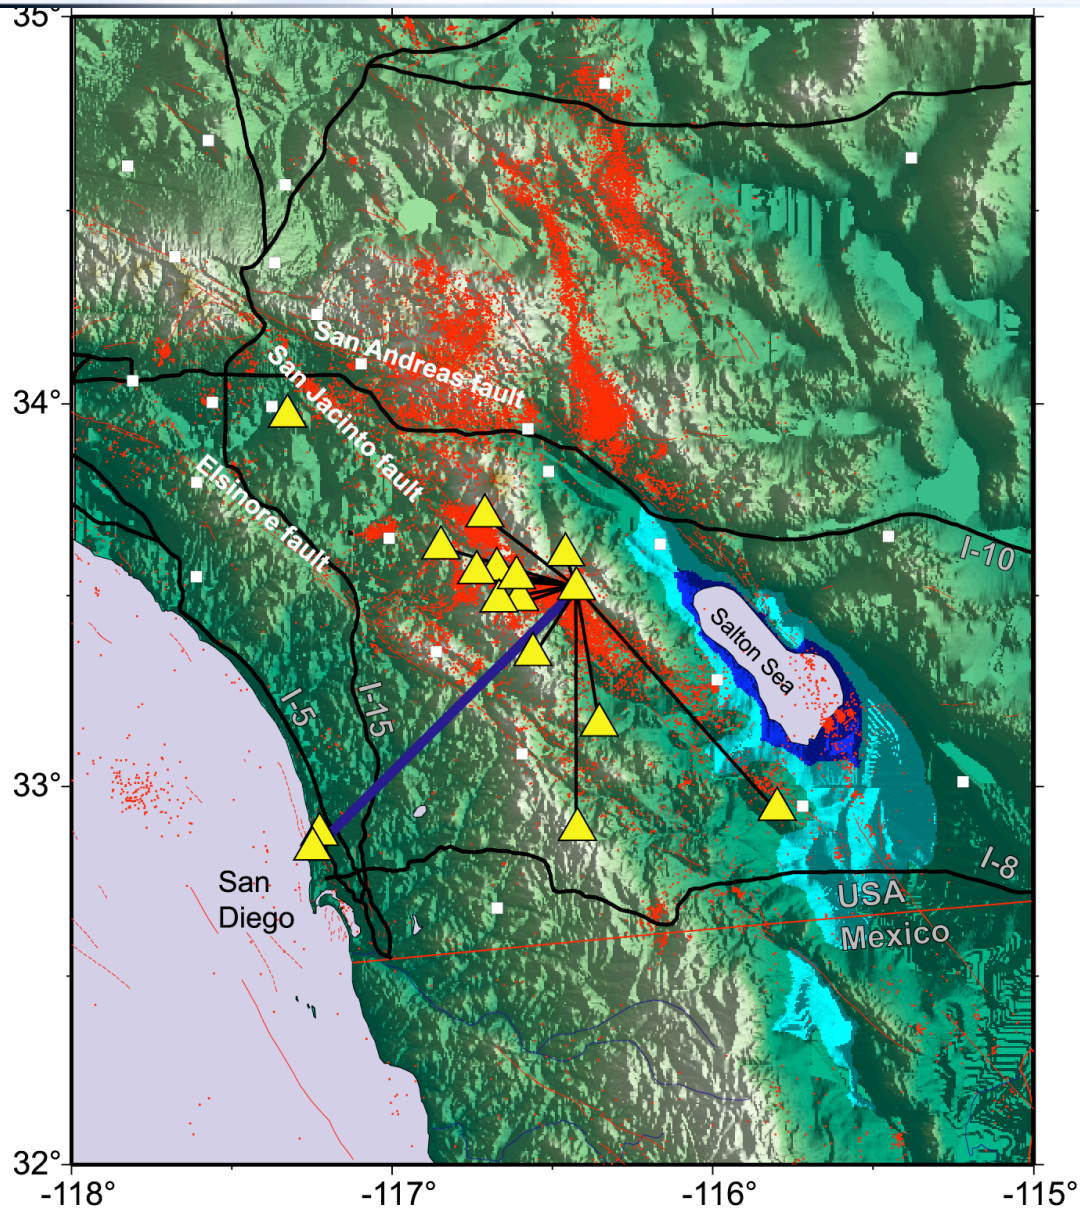 35°
San Andreas fault
San Jacinto fault
34°
Elsinore fault
I-10
Salton Sea
I-5
I-15
33°
San
Diego
I-8
USA
Mexico
32°
-118°
-117°
-116°
-115°